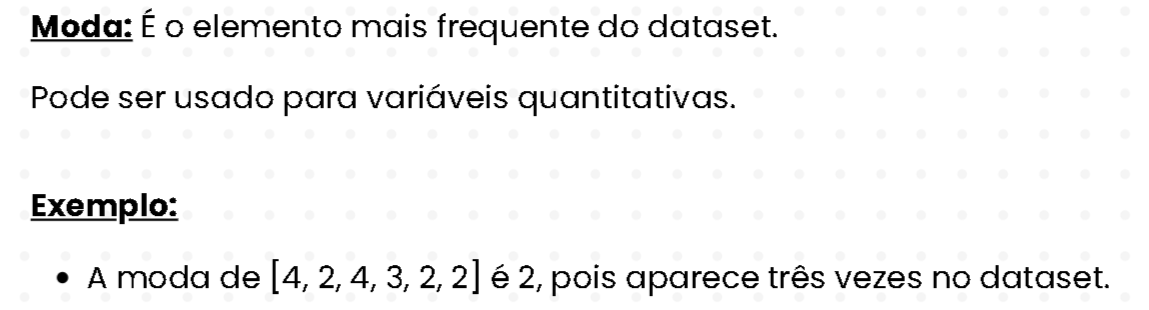 Moda: É o elemento mais frequente do dataset.
Pode ser usado para variáveis quantitativas.
Exemplo:
• A moda de [4, 2, 4, 3, 2, 2] é 2, pois aparece três vezes no dataset.